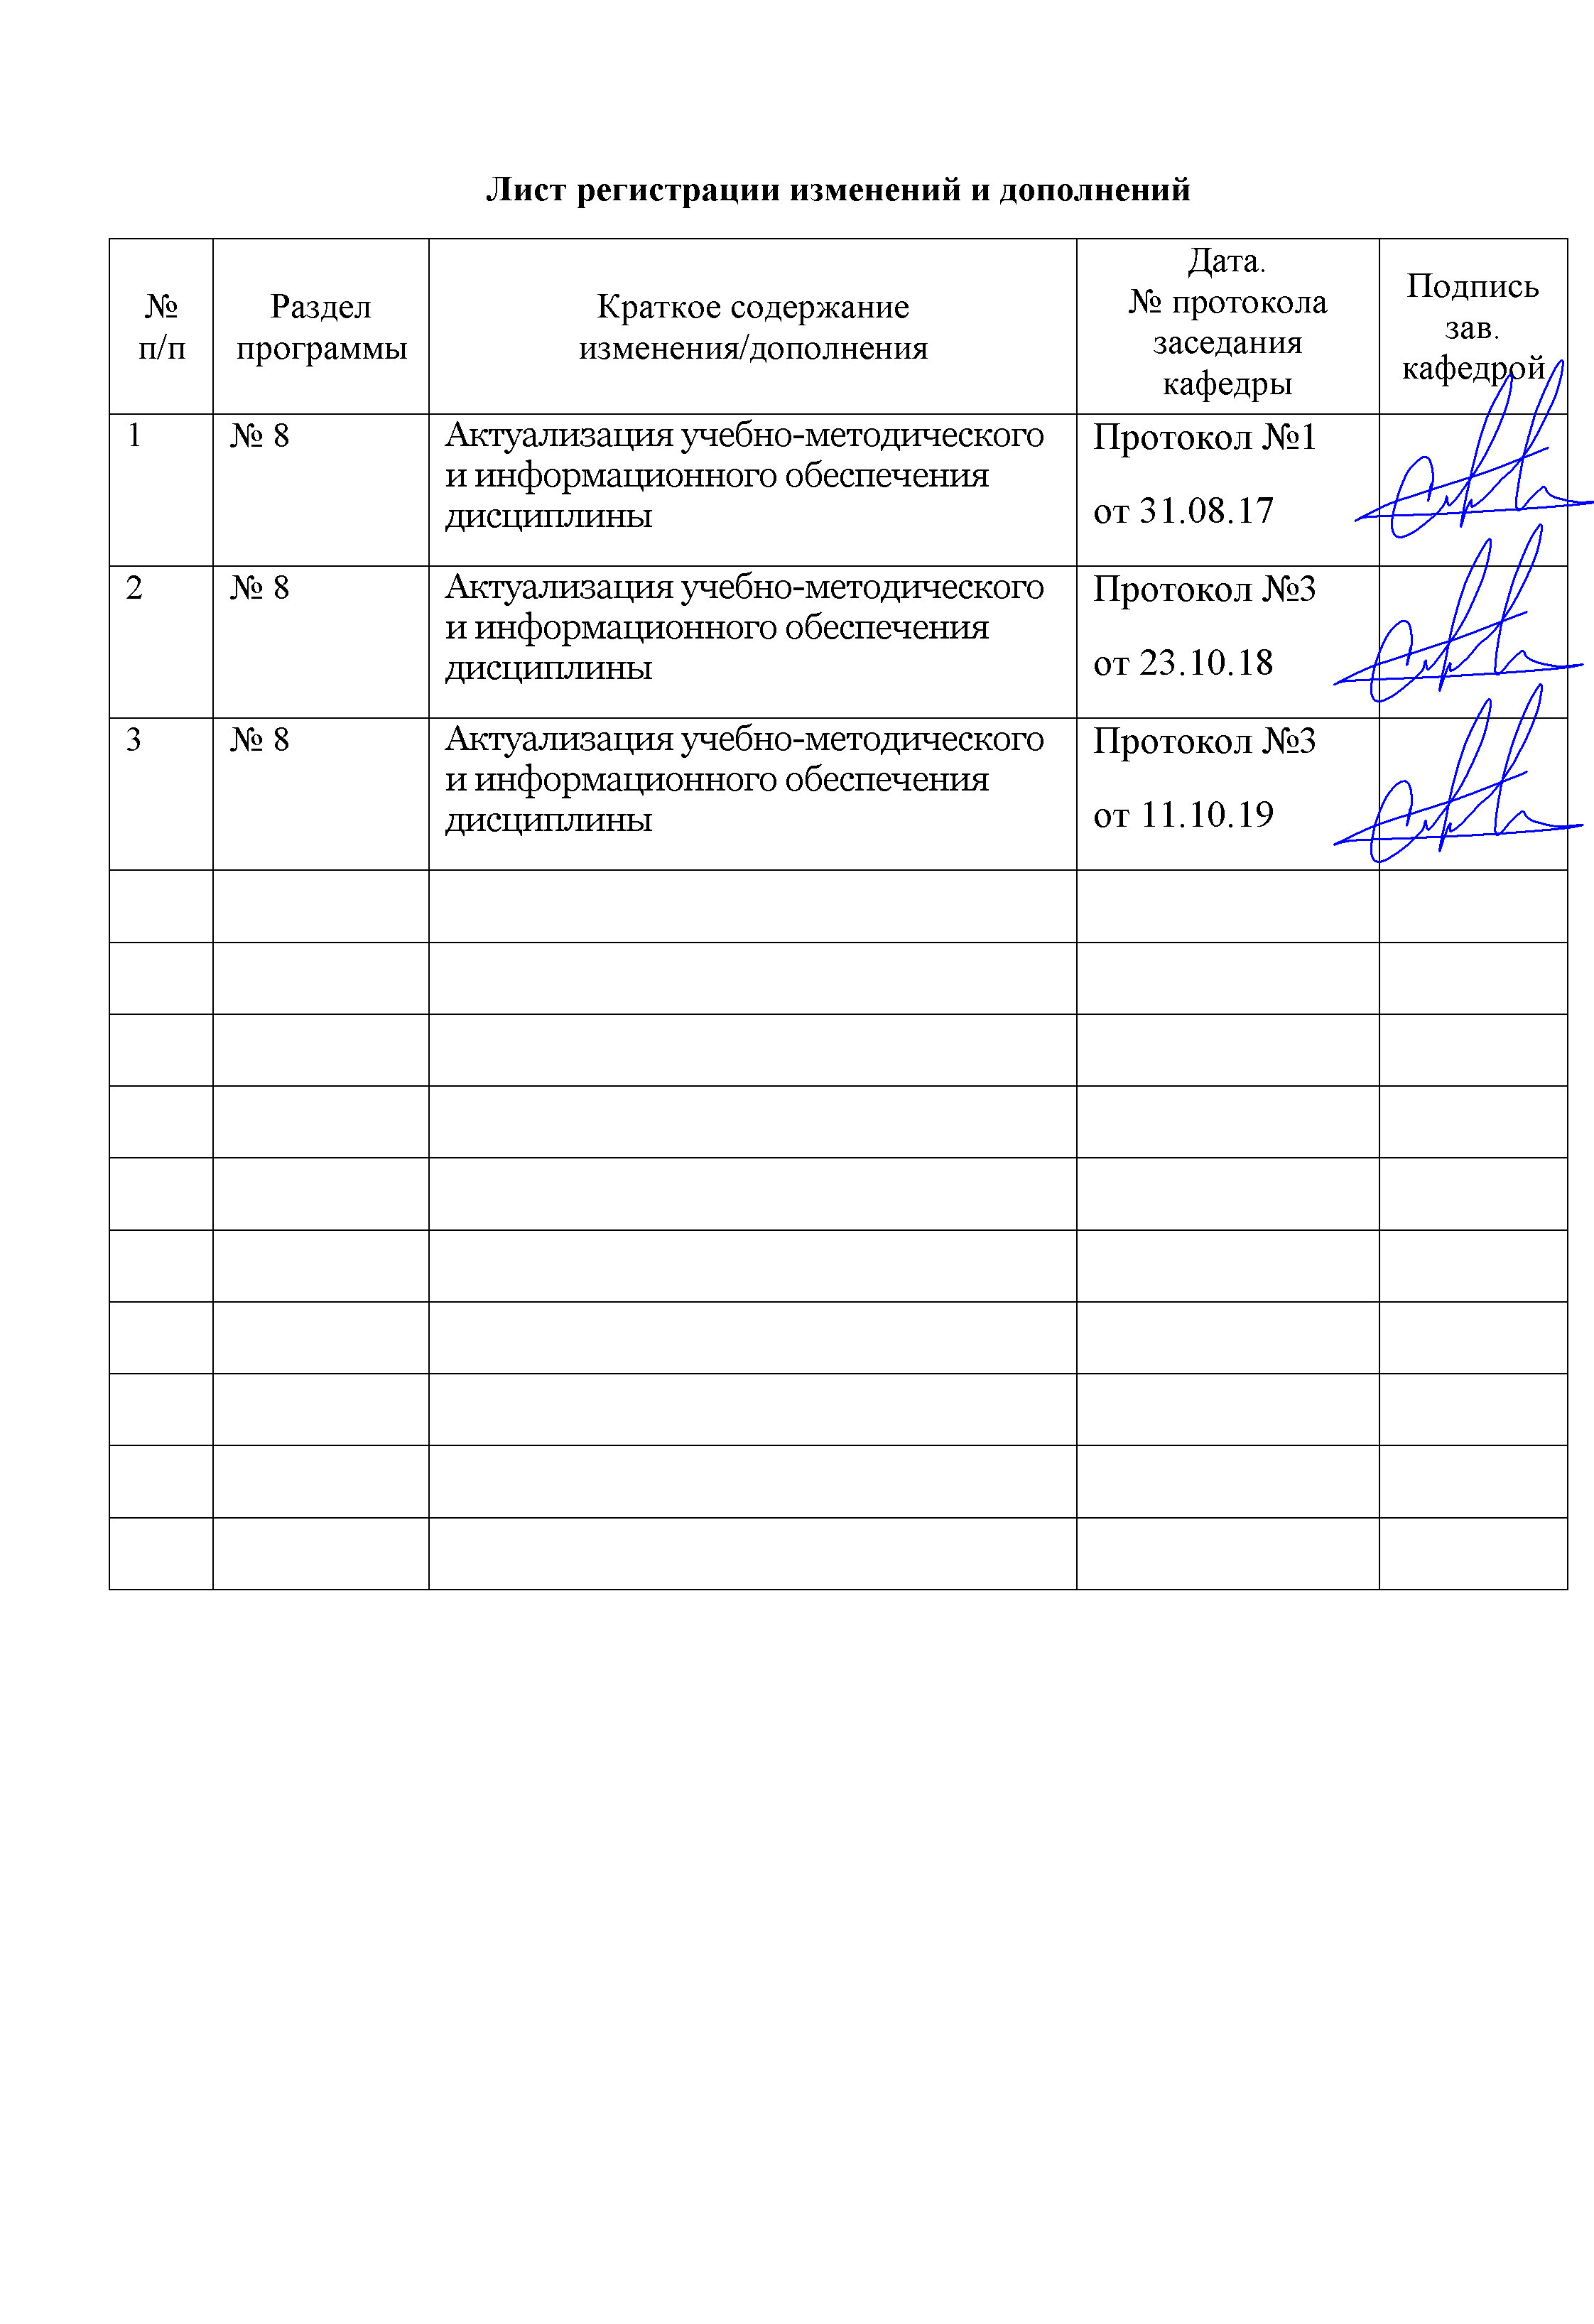 Лист регистрации изменений и дополнений
№
п/п
Раздел
программы
Краткое содержание
изменения/дополнения
Дата.
№ протокола
заседания
кафедры
Подпись
зав.
кафедрой
1
№ 8
Актуализация учебно-методического
и информационного обеспечения
дисциплины
Протокол №1
от 31.08.17
2
№ 8
Актуализация учебно-методического
и информационного обеспечения
дисциплины
Протокол №3
от 23.10.18
3
№ 8
Актуализация учебно-методического
и информационного обеспечения
дисциплины
Протокол №3
от 11.10.19